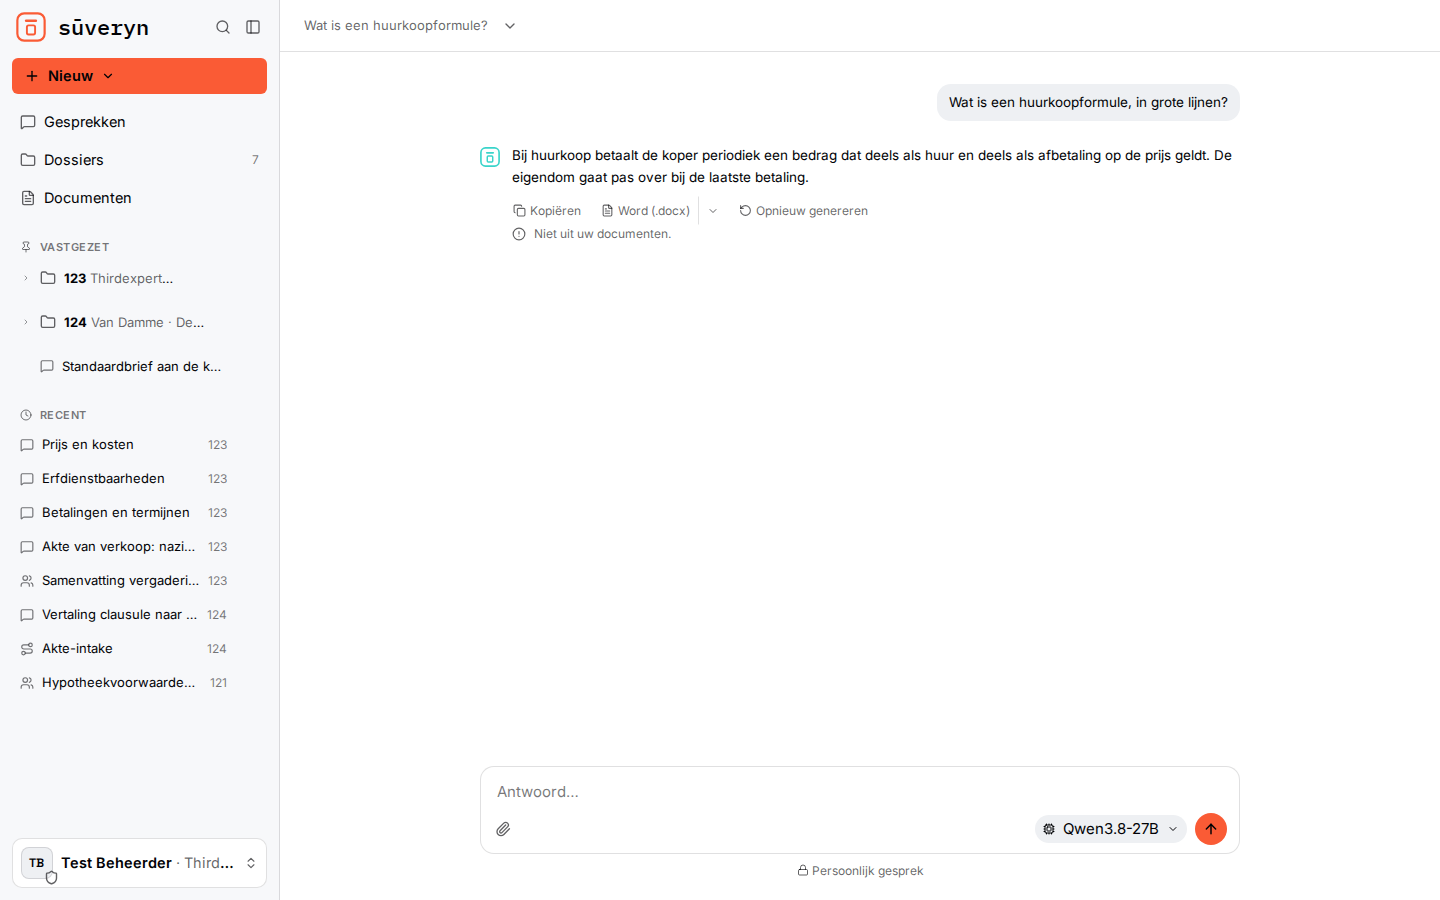 sūveryn
Nieuw
Gesprekken
Dossiers 7
Documenten
VASTGEZET
123 Thirdexpert...
124 Van Damme · De...
Standaardbrief aan de k...
RECENT
Prijs en kosten 123
Erfdienstbaarheden 123
Betalingen en termijnen 123
Akte van verkoop: nazi... 123
Samenvatting vergaderi... 123
Vertaling clausule naar ... 124
Akte-intake 124
Hypotheekvoorwaarde... 121
TB Test Beheerder · Third...
Wat is een huurkoopformule?
Wat is een huurkoopformule, in grote lijnen?
Bij huurkoop betaalt de koper periodiek een bedrag dat deels als huur en deels als afbetaling op de prijs geldt. De
eigendom gaat pas over bij de laatste betaling.
Kopiëren Word (.docx) Opnieuw genereren
Niet uit uw documenten.
Antwoord...
Qwen3.8-27B
Persoonlijk gesprek